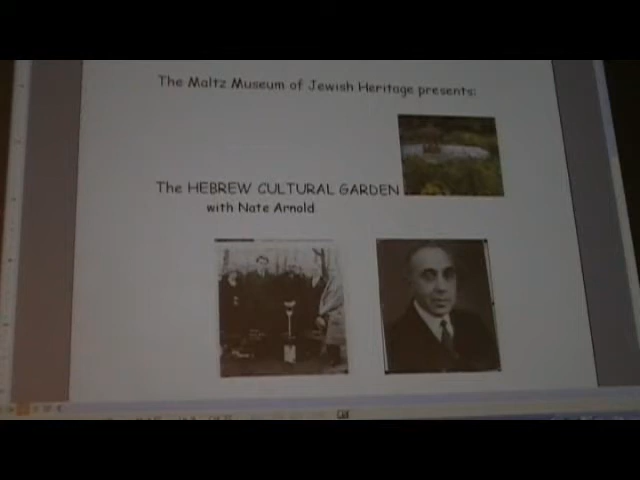 The Maltz Museum of Jewish Heritage presents:
The HEBREW CULTURAL GARDEN
with Nate Arnold